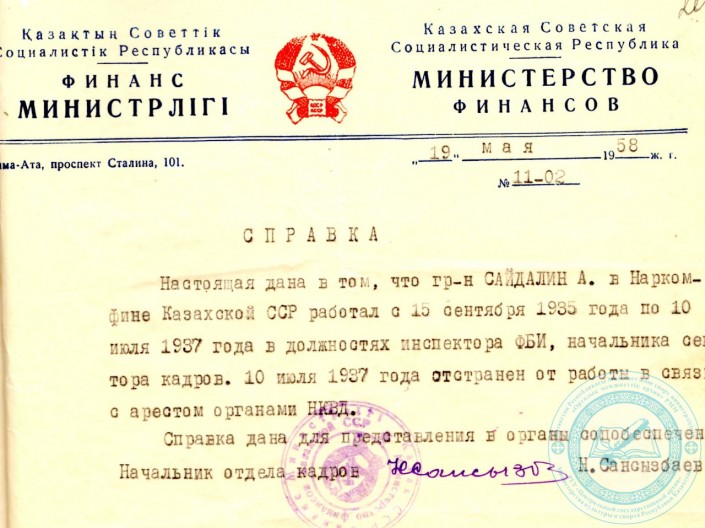 Қазақтың Советтік
Социалистік Республикасы
ФИНАНС
МИНИСТРЛІГІ
Казахская Советская
Социалистическая Республика
МИНИСТЕРСТВО
ФИНАНСОВ
ма-Ата, проспект Сталина, 101.
„19" мая 1958 ж. г.
№ 11-02
СПРАВКА
Настоящая дана в том, что гр-н САЙДАЛИН А. в Нарком-
фине Казахской ССР работал с 15 сентября 1935 года по 10
июля 1937 года в должностях инспектора ФБИ, начальника сек
тора кадров. 10 июля 1937 года отстранен от работы в связи
с арестом органами НКВД.
Справка дана для представления в органы соцобеспечен
Начальник отдела кадров Н. Сансызбаев